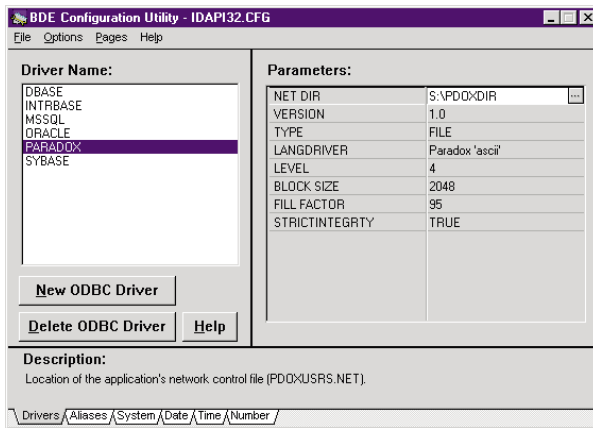 BDE Configuration Utility - IDAPI32.CFG
File Options Pages Help
Driver Name:
DBASE
INTRBASE
MSSQL
ORACLE
PARADOX
SYBASE
New ODBC Driver
Delete ODBC Driver Help
Parameters:
NET DIR S:\PDOXDIR ...
VERSION 1.0
TYPE FILE
LANGDRIVER Paradox 'ascii'
LEVEL 4
BLOCK SIZE 2048
FILL FACTOR 95
STRICTINTEGRTY TRUE
Description:
Location of the application's network control file (PDOXUSRS.NET).
Drivers Aliases System Date Time Number